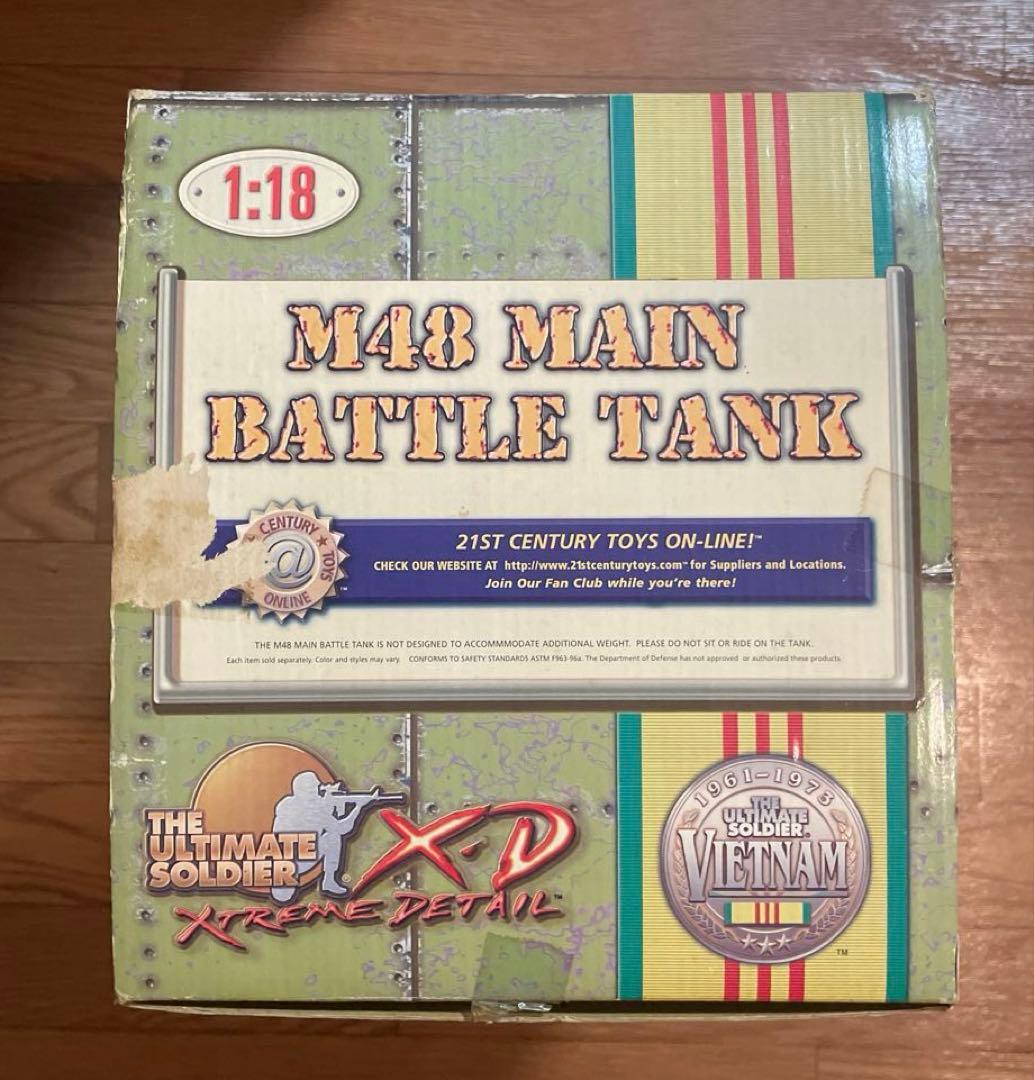 1:18
M48 MAIN
BATTLE TANK
CENTURY
TOYS
@
ONLINE
™
21ST CENTURY TOYS ON-LINE!™
CHECK OUR WEBSITE AT http://www.21stcenturytoys.com™ for Suppliers and Locations.
Join Our Fan Club while you're there!
THE M48 MAIN BATTLE TANK IS NOT DESIGNED TO ACCOMMMODATE ADDITIONAL WEIGHT. PLEASE DO NOT SIT OR RIDE ON THE TANK.
Each item sold separately. Color and styles may vary. CONFORMS TO SAFETY STANDARDS ASTM F963-96a. The Department of Defense has not approved or authorized these products.
THE
ULTIMATE
SOLDIER®
X-D
XTREME DETAIL™
1961-1973
THE
ULTIMATE
SOLDIER®
VIETNAM
™